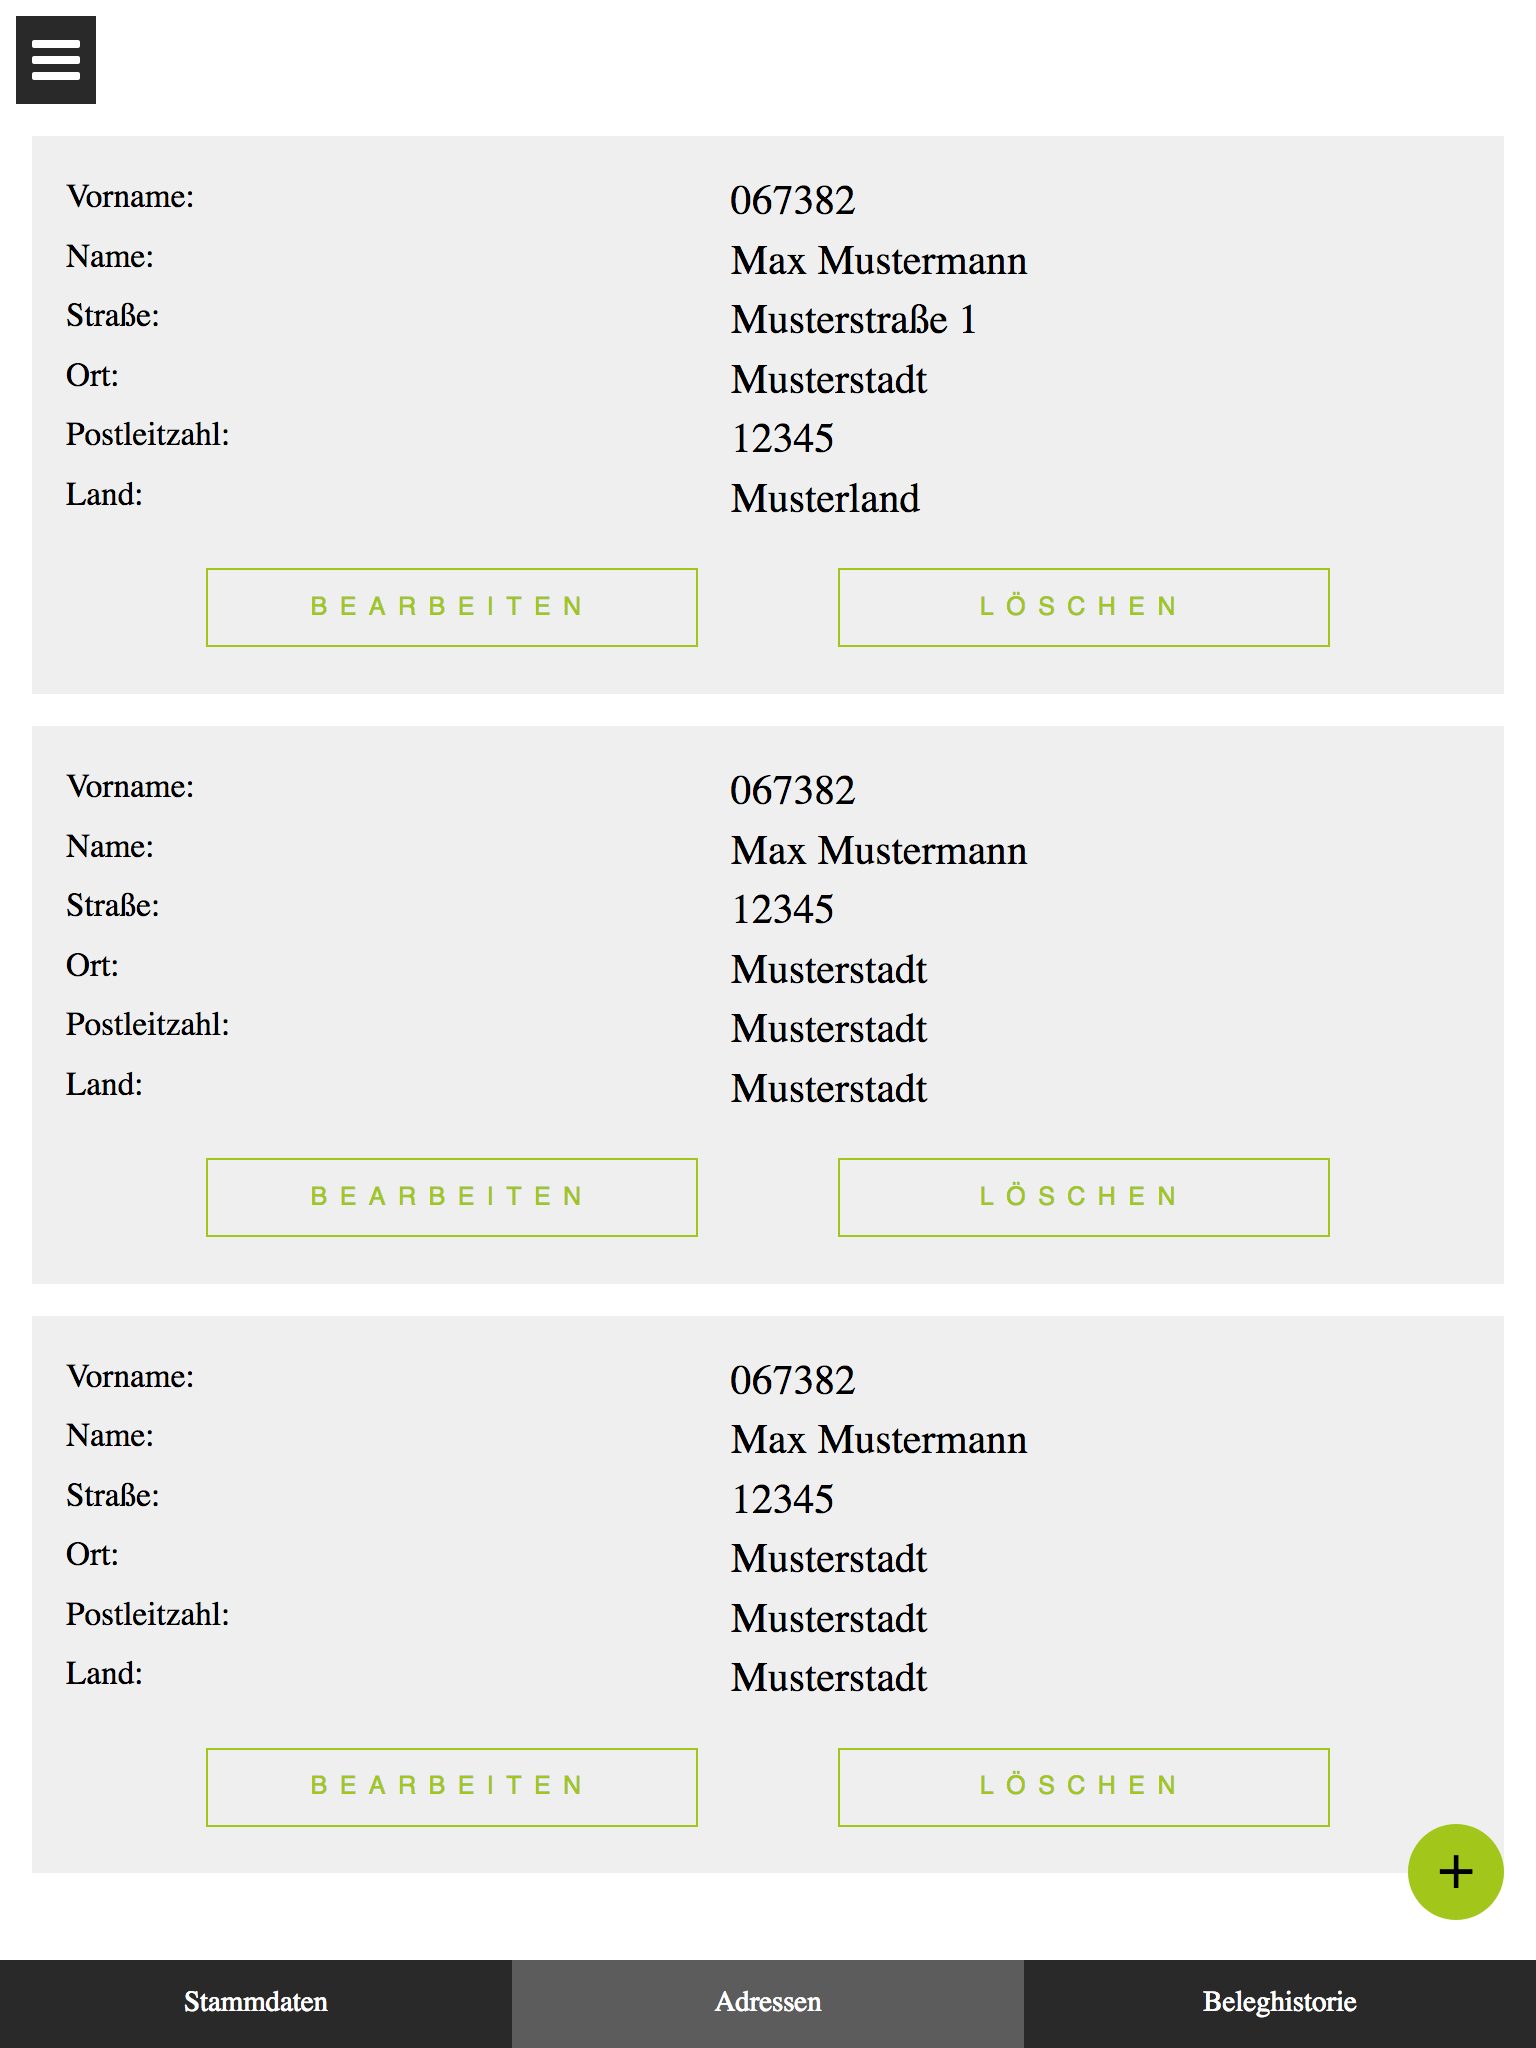 Vorname: 067382
Name: Max Mustermann
Straße: Musterstraße 1
Ort: Musterstadt
Postleitzahl: 12345
Land: Musterland
BEARBEITEN LÖSCHEN
Vorname: 067382
Name: Max Mustermann
Straße: 12345
Ort: Musterstadt
Postleitzahl: Musterstadt
Land: Musterstadt
BEARBEITEN LÖSCHEN
Vorname: 067382
Name: Max Mustermann
Straße: 12345
Ort: Musterstadt
Postleitzahl: Musterstadt
Land: Musterstadt
BEARBEITEN LÖSCHEN
+
Stammdaten Adressen Beleghistorie